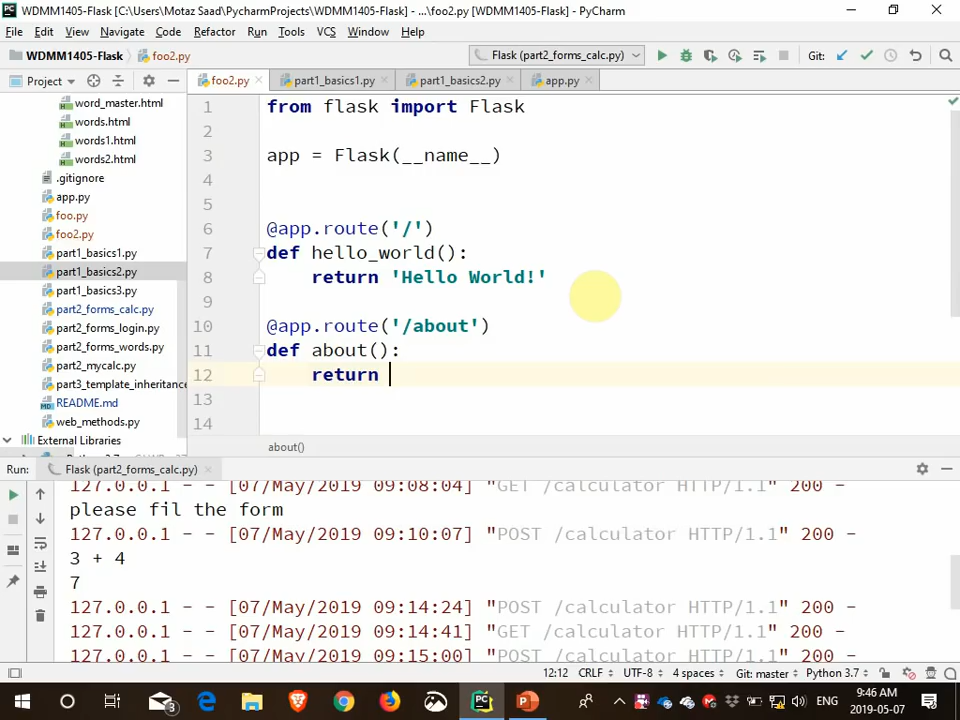 WDMM1405-Flask [C:\Users\Motaz Saad\PycharmProjects\WDMM1405-Flask] - ...\foo2.py [WDMM1405-Flask] - PyCharm
File Edit View Navigate Code Refactor Run Tools VCS Window Help
WDMM1405-Flask foo2.py Flask (part2_forms_calc.py) Git:
Project foo2.py part1_basics1.py part1_basics2.py app.py
word_master.html
words.html
words1.html
words2.html
.gitignore
app.py
foo.py
foo2.py
part1_basics1.py
part1_basics2.py
part1_basics3.py
part2_forms_calc.py
part2_forms_login.py
part2_forms_words.py
part2_mycalc.py
part3_template_inheritance
README.md
web_methods.py
External Libraries
1 from flask import Flask
2
3 app = Flask(__name__)
4
5
6 @app.route('/')
7 def hello_world():
8 return 'Hello World!'
9
10 @app.route('/about')
11 def about():
12 return
13
14
about()
Run: Flask (part2_forms_calc.py)
127.0.0.1 - - [07/May/2019 09:08:04] "GET /calculator HTTP/1.1" 200 -
please fil the form
127.0.0.1 - - [07/May/2019 09:10:07] "POST /calculator HTTP/1.1" 200 -
3 + 4
7
127.0.0.1 - - [07/May/2019 09:14:24] "POST /calculator HTTP/1.1" 200 -
127.0.0.1 - - [07/May/2019 09:14:41] "GET /calculator HTTP/1.1" 200 -
127.0.0.1 - - [07/May/2019 09:15:00] "POST /calculator HTTP/1.1" 200 -
12:12 CRLF UTF-8 4 spaces Git: master Python 3.7
3 ENG 9:46 AM
2019-05-07